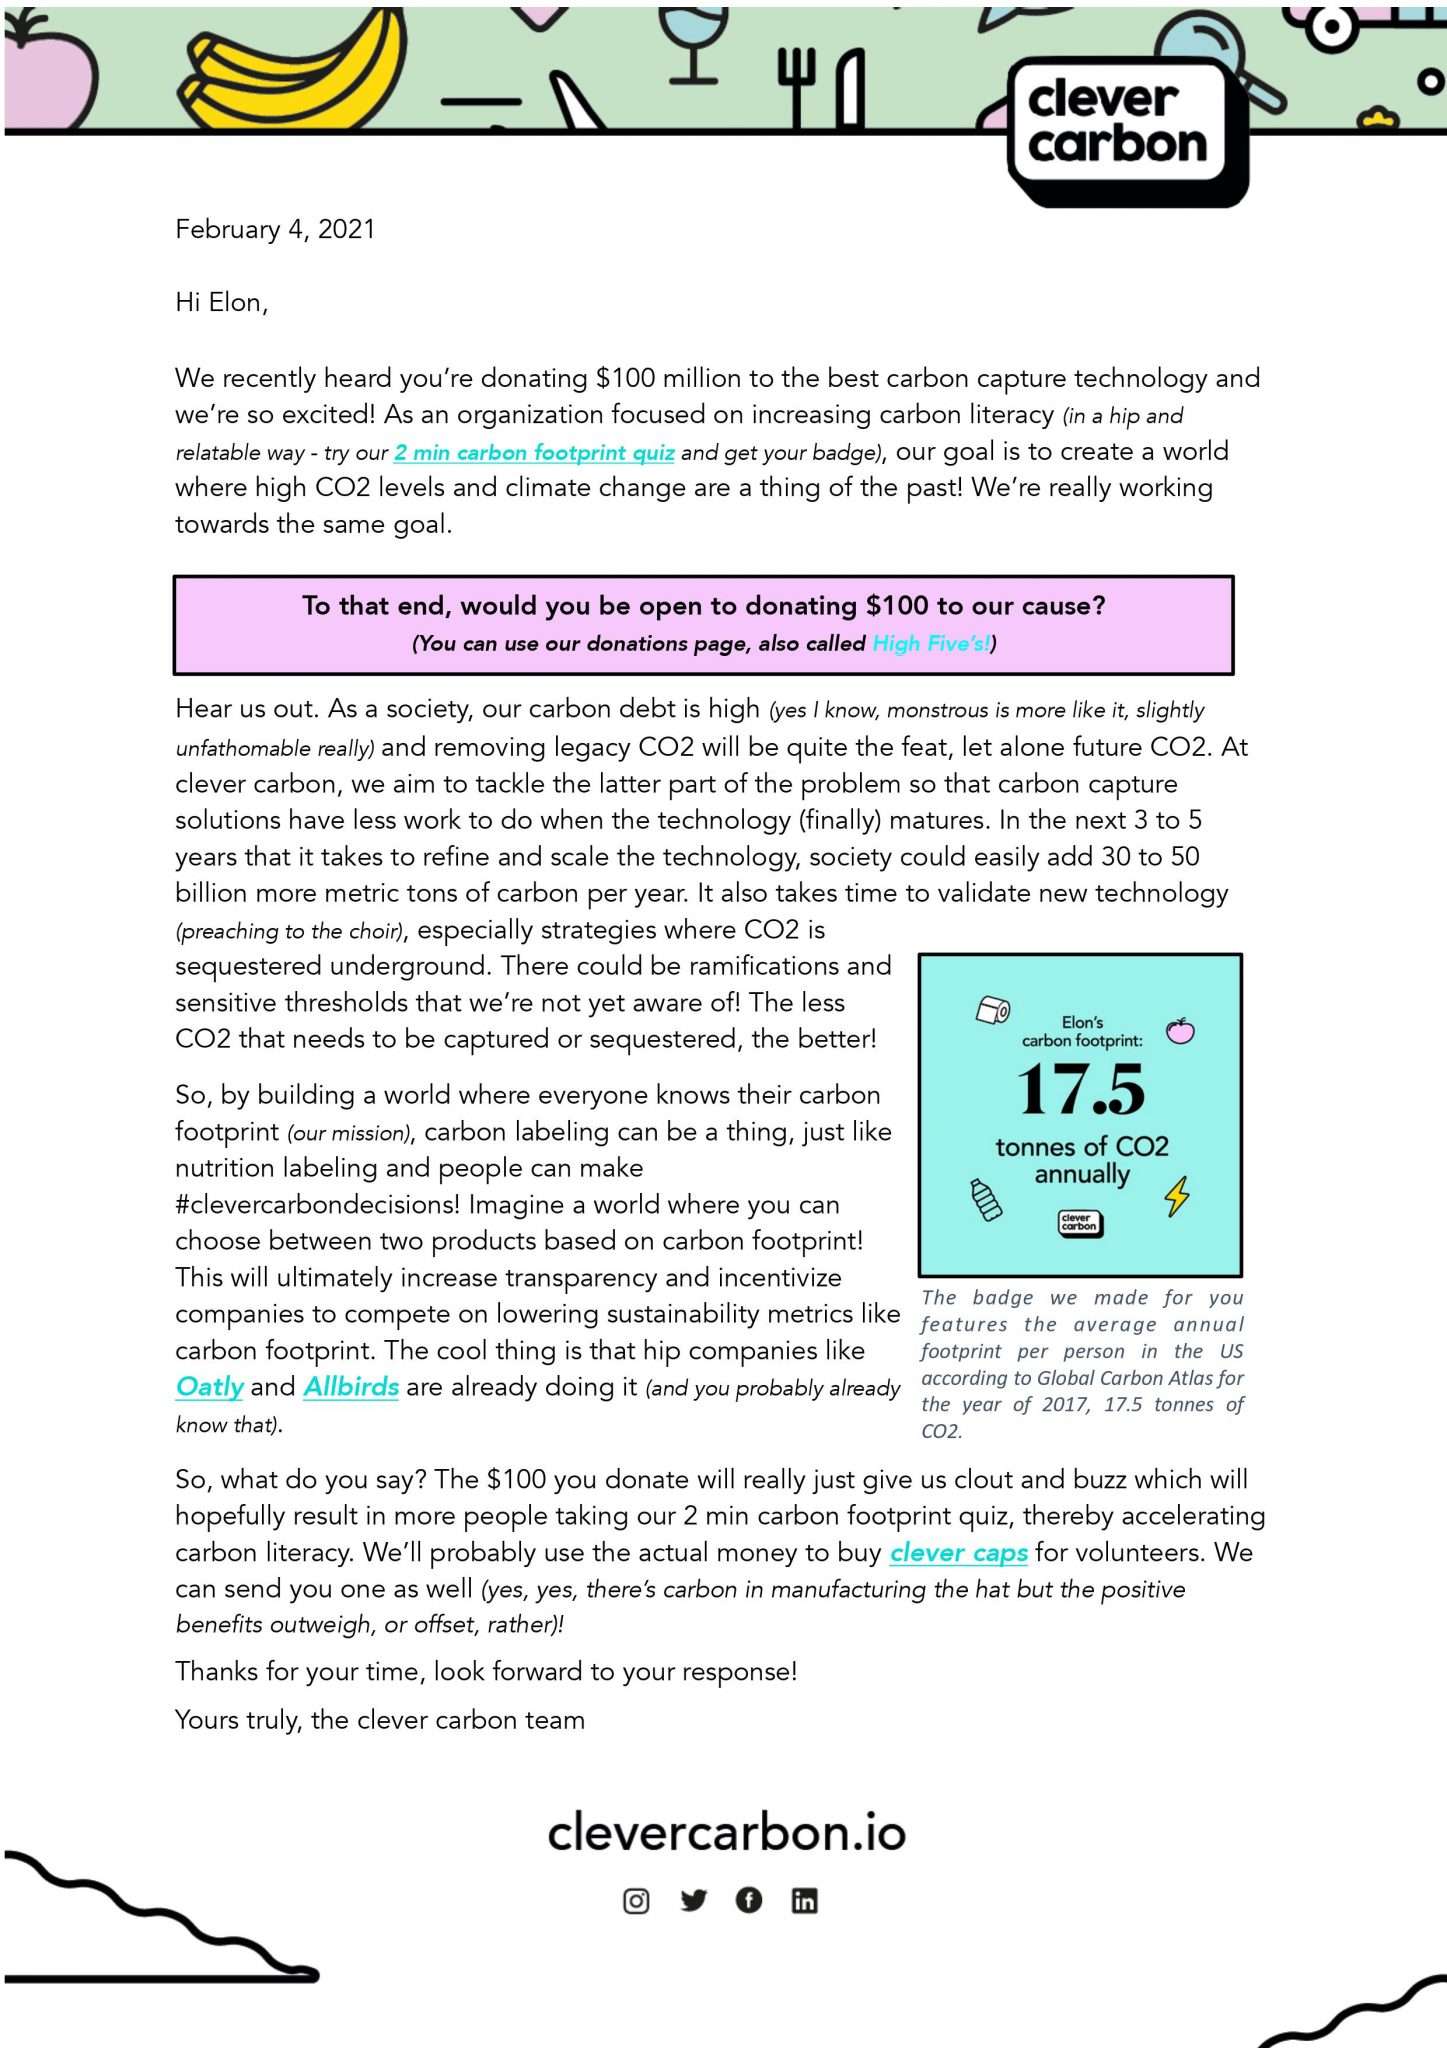 clever
carbon
February 4, 2021
Hi Elon,
We recently heard you’re donating $100 million to the best carbon capture technology and
we’re so excited! As an organization focused on increasing carbon literacy (in a hip and
relatable way - try our 2 min carbon footprint quiz and get your badge), our goal is to create a world
where high CO2 levels and climate change are a thing of the past! We’re really working
towards the same goal.
To that end, would you be open to donating $100 to our cause?
(You can use our donations page, also called High Five’s!)
Hear us out. As a society, our carbon debt is high (yes I know, monstrous is more like it, slightly
unfathomable really) and removing legacy CO2 will be quite the feat, let alone future CO2. At
clever carbon, we aim to tackle the latter part of the problem so that carbon capture
solutions have less work to do when the technology (finally) matures. In the next 3 to 5
years that it takes to refine and scale the technology, society could easily add 30 to 50
billion more metric tons of carbon per year. It also takes time to validate new technology
(preaching to the choir), especially strategies where CO2 is
sequestered underground. There could be ramifications and
sensitive thresholds that we’re not yet aware of! The less
CO2 that needs to be captured or sequestered, the better!
So, by building a world where everyone knows their carbon
footprint (our mission), carbon labeling can be a thing, just like
nutrition labeling and people can make
#clevercarbondecisions! Imagine a world where you can
choose between two products based on carbon footprint!
This will ultimately increase transparency and incentivize
companies to compete on lowering sustainability metrics like
carbon footprint. The cool thing is that hip companies like
Oatly and Allbirds are already doing it (and you probably already
know that).
Elon’s
carbon footprint:
17.5
tonnes of CO2
annually
clever
carbon
The badge we made for you
features the average annual
footprint per person in the US
according to Global Carbon Atlas for
the year of 2017, 17.5 tonnes of
CO2.
So, what do you say? The $100 you donate will really just give us clout and buzz which will
hopefully result in more people taking our 2 min carbon footprint quiz, thereby accelerating
carbon literacy. We’ll probably use the actual money to buy clever caps for volunteers. We
can send you one as well (yes, yes, there’s carbon in manufacturing the hat but the positive
benefits outweigh, or offset, rather)!
Thanks for your time, look forward to your response!
Yours truly, the clever carbon team
clevercarbon.io